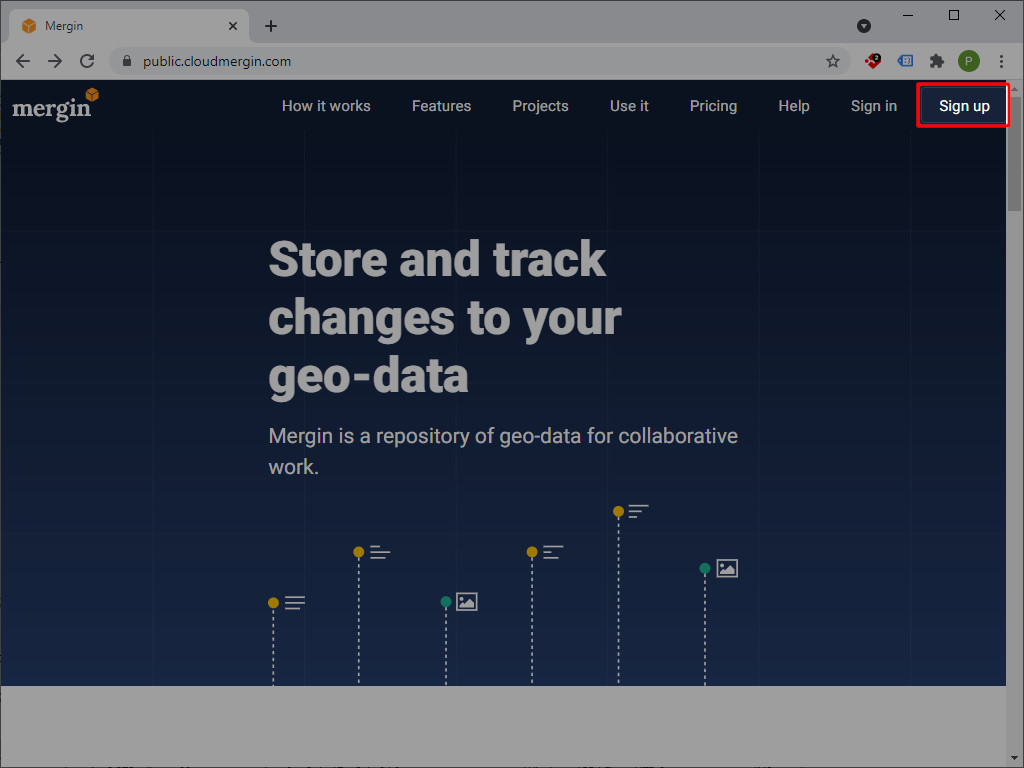 Mergin
public.cloudmergin.com
2
P
mergin
How it works
Features
Projects
Use it
Pricing
Help
Sign in
Sign up
Store and track
changes to your
geo-data
Mergin is a repository of geo-data for collaborative
work.